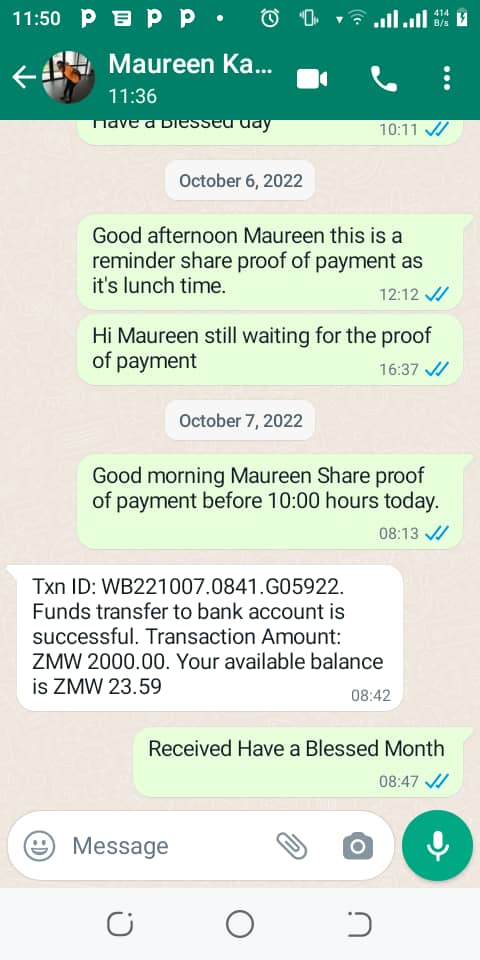 11:50
414
B/s
Maureen Ka...
11:36
Have a Blessed day
10:11
October 6, 2022
Good afternoon Maureen this is a
reminder share proof of payment as
it's lunch time.
12:12
Hi Maureen still waiting for the proof
of payment
16:37
October 7, 2022
Good morning Maureen Share proof
of payment before 10:00 hours today.
08:13
Txn ID: WB221007.0841.G05922.
Funds transfer to bank account is
successful. Transaction Amount:
ZMW 2000.00. Your available balance
is ZMW 23.59
08:42
Received Have a Blessed Month
08:47
Message